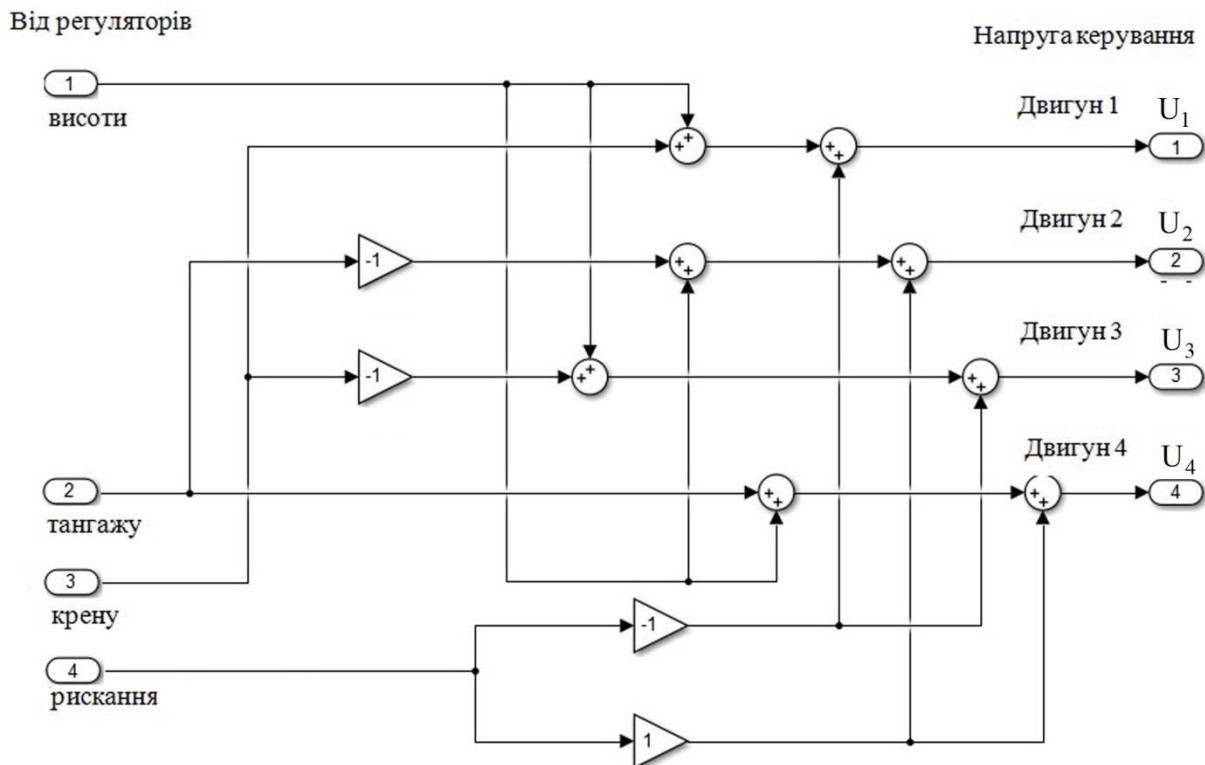 Від регуляторів
Напруга керування
1
висоти
+ +
+ +
Двигун 1
U1
1
-1
+ +
+ +
Двигун 2
U2
2
-1
+ +
+ +
Двигун 3
U3
3
2
тангажу
+ +
+ +
Двигун 4
U4
4
3
крену
-1
4
рискання
1